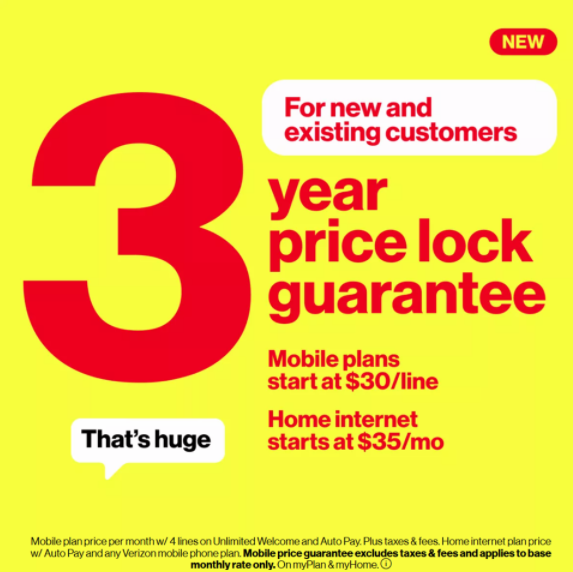 NEW
3
For new and
existing customers
year
price lock
guarantee
Mobile plans
start at $30/line
Home internet
starts at $35/mo
That's huge
Mobile plan price per month w/ 4 lines on Unlimited Welcome and Auto Pay. Plus taxes & fees. Home internet plan price
w/ Auto Pay and any Verizon mobile phone plan. Mobile price guarantee excludes taxes & fees and applies to base
monthly rate only. On myPlan & myHome. ⓘ